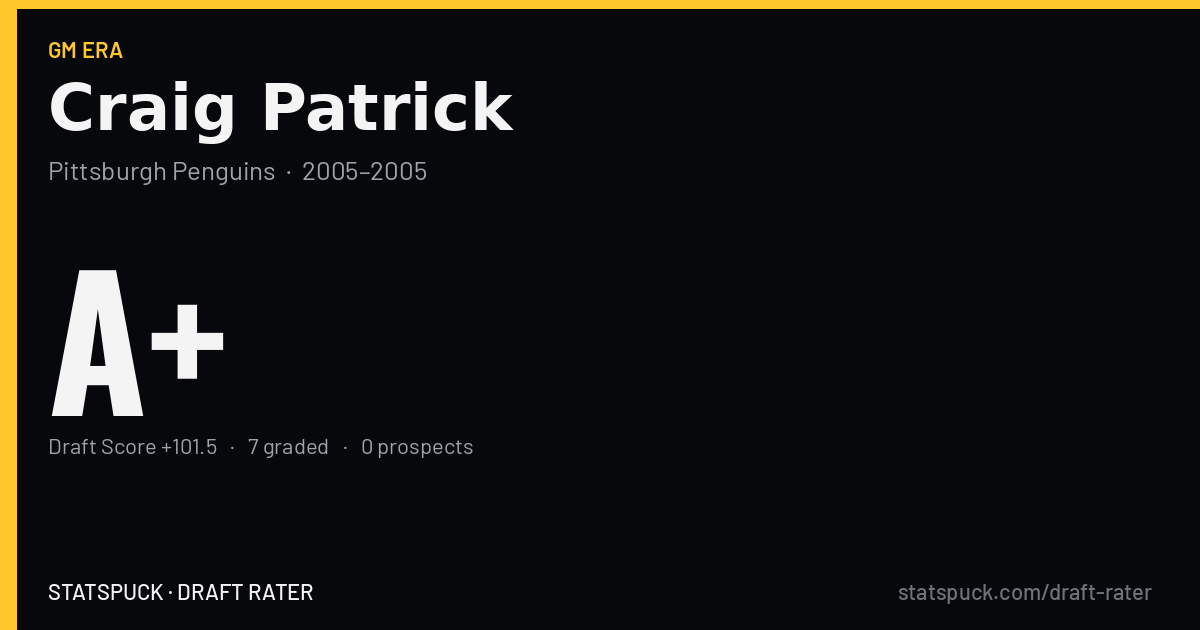 GM ERA
Craig Patrick
Pittsburgh Penguins · 2005–2005
A+
Draft Score +101.5 · 7 graded · 0 prospects
STATSPUCK · DRAFT RATER
statspuck.com/draft-rater